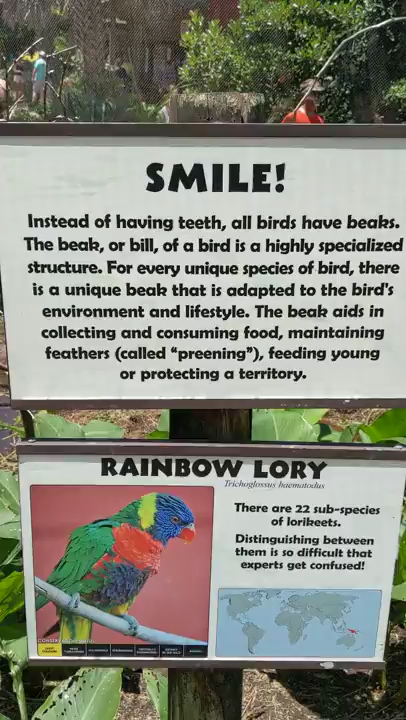 SMILE!
Instead of having teeth, all birds have beaks.
The beak, or bill, of a bird is a highly specialized
structure. For every unique species of bird, there
is a unique beak that is adapted to the bird's
environment and lifestyle. The beak aids in
collecting and consuming food, maintaining
feathers (called “preening”), feeding young
or protecting a territory.
RAINBOW LORY
Trichoglossus haematodus
There are 22 sub-species
of lorikeets.
Distinguishing between
them is so difficult that
experts get confused!